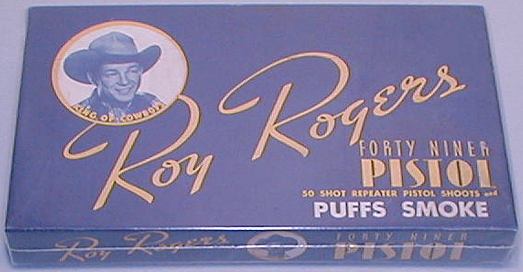 KING OF COWBOYS
Roy Rogers
FORTY NINER
PISTOL
50 SHOT REPEATER PISTOL SHOOTS and
PUFFS SMOKE
Roy Rogers
FORTY NINER
PISTOL